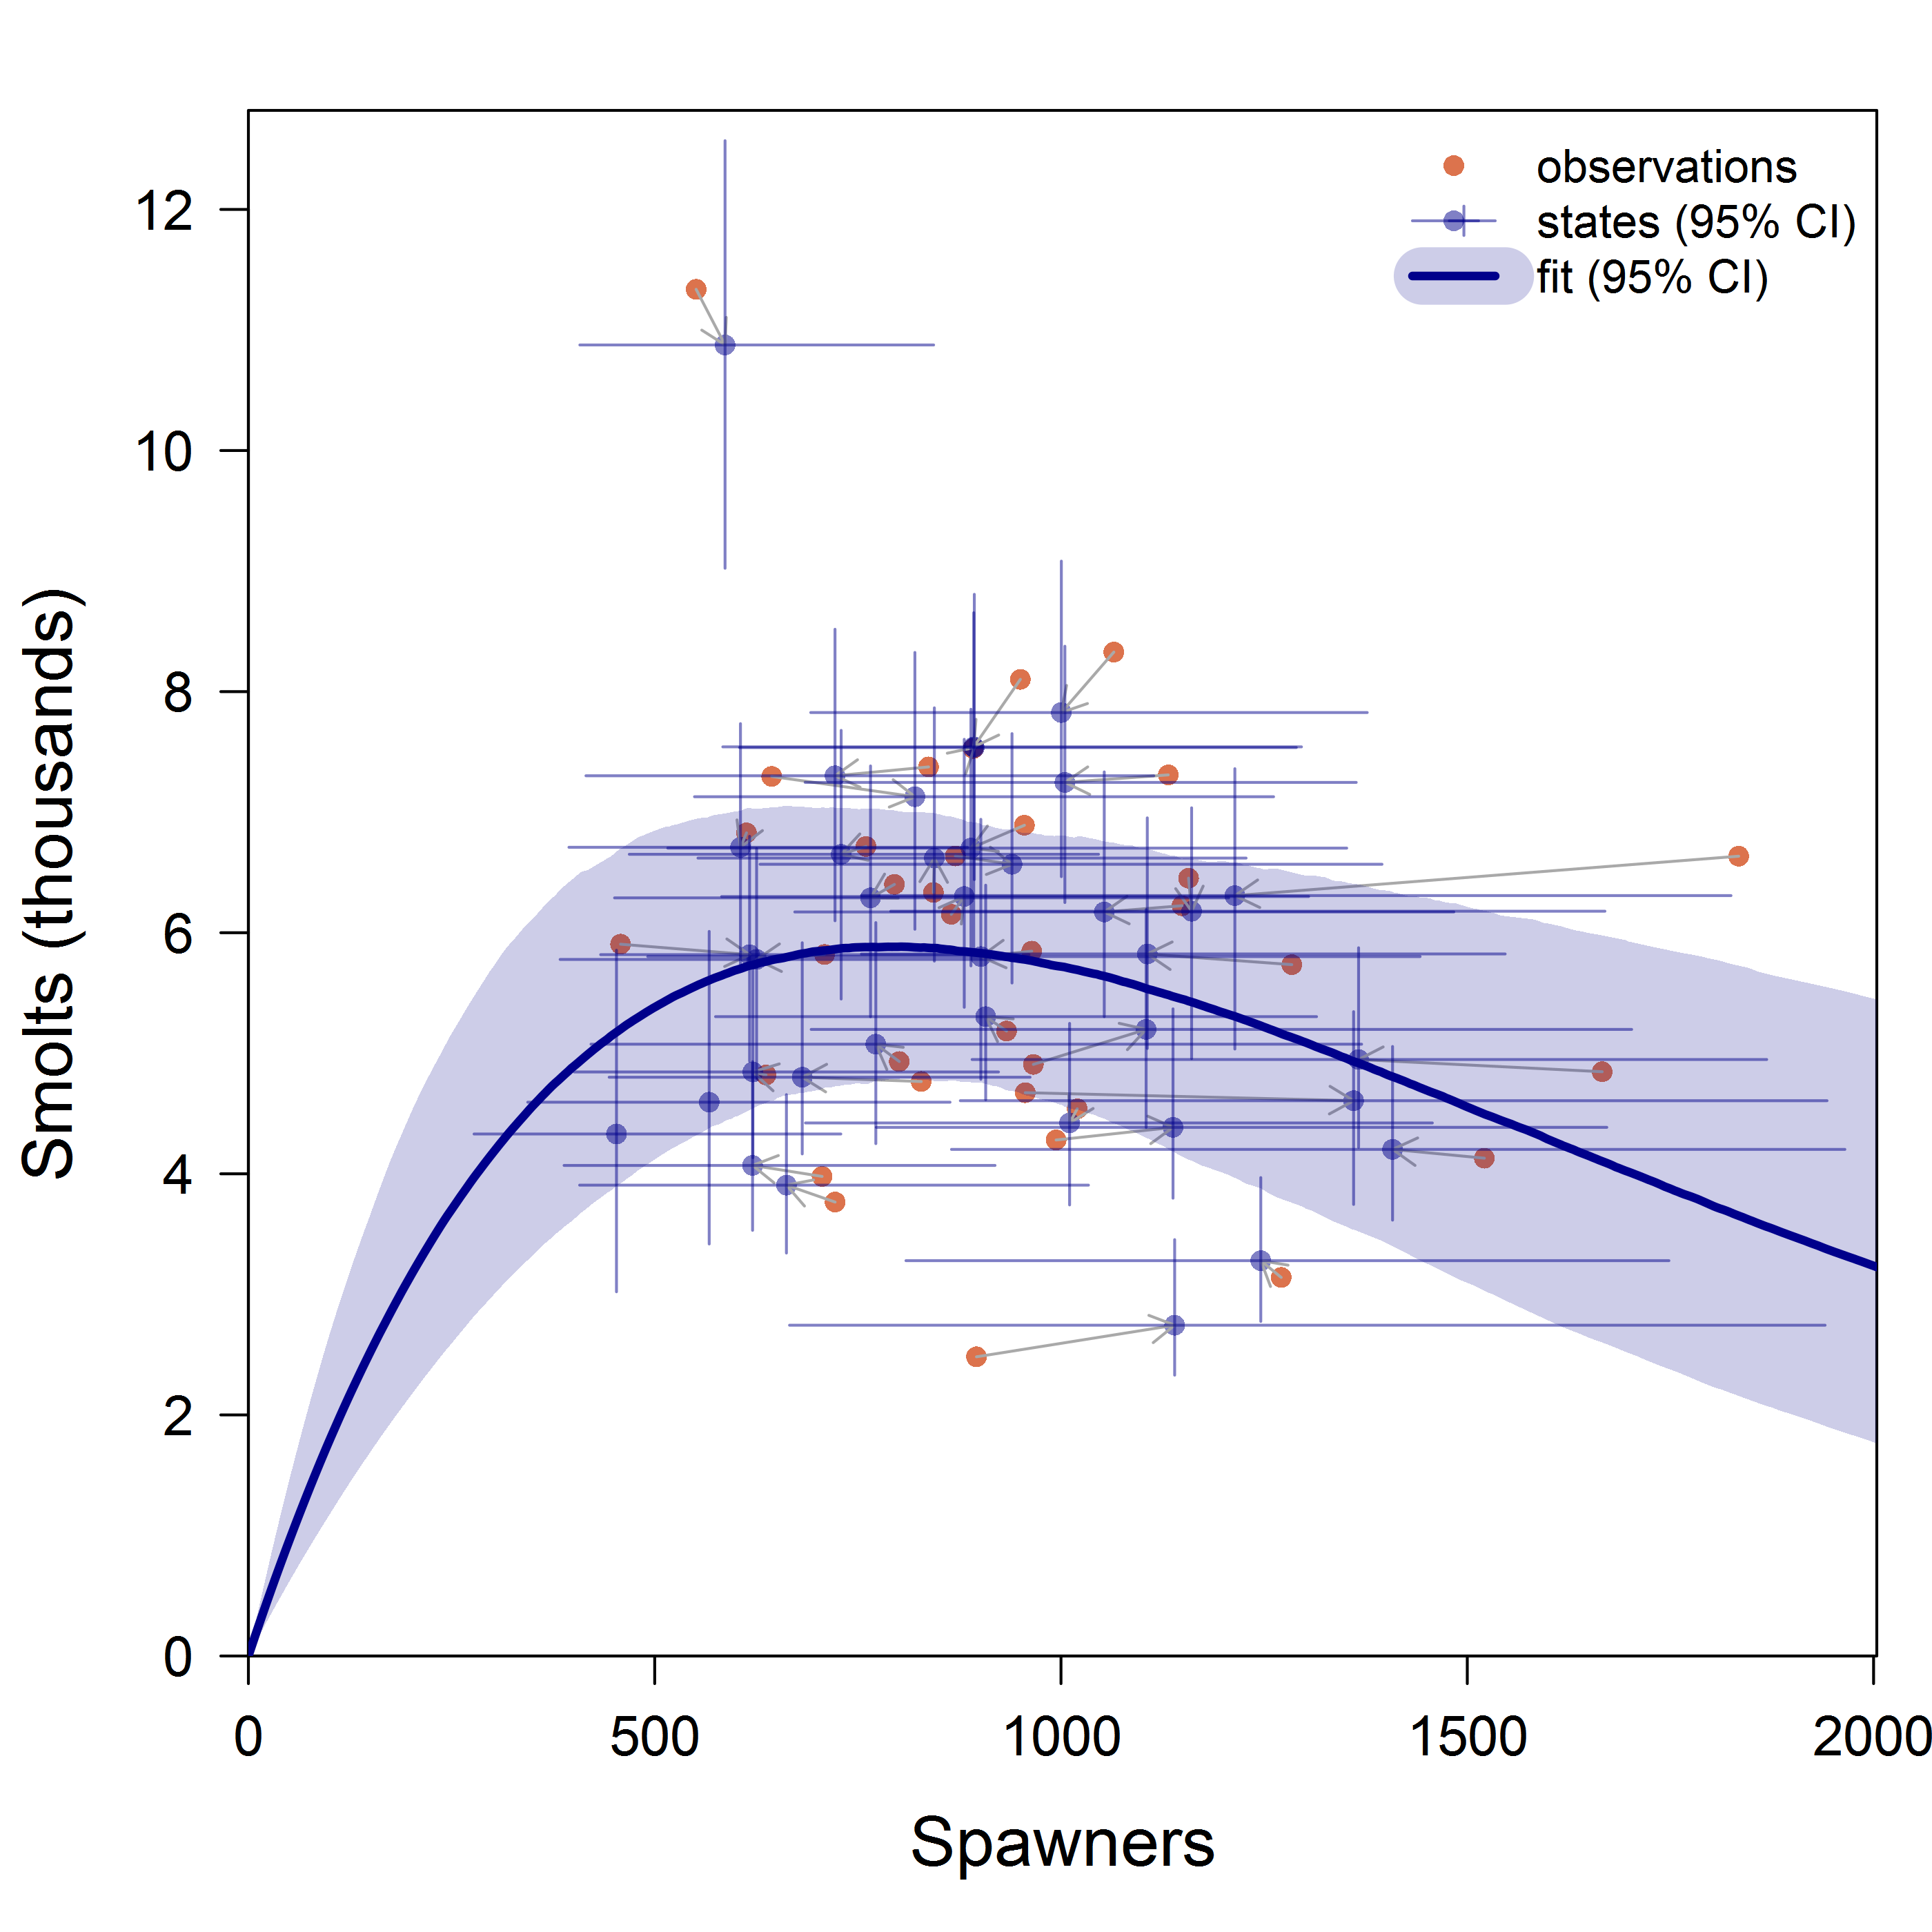 observations
states (95% CI)
fit (95% CI)
12
10
8
6
4
2
0
Smolts (thousands)
0 500 1000 1500 2000
Spawners